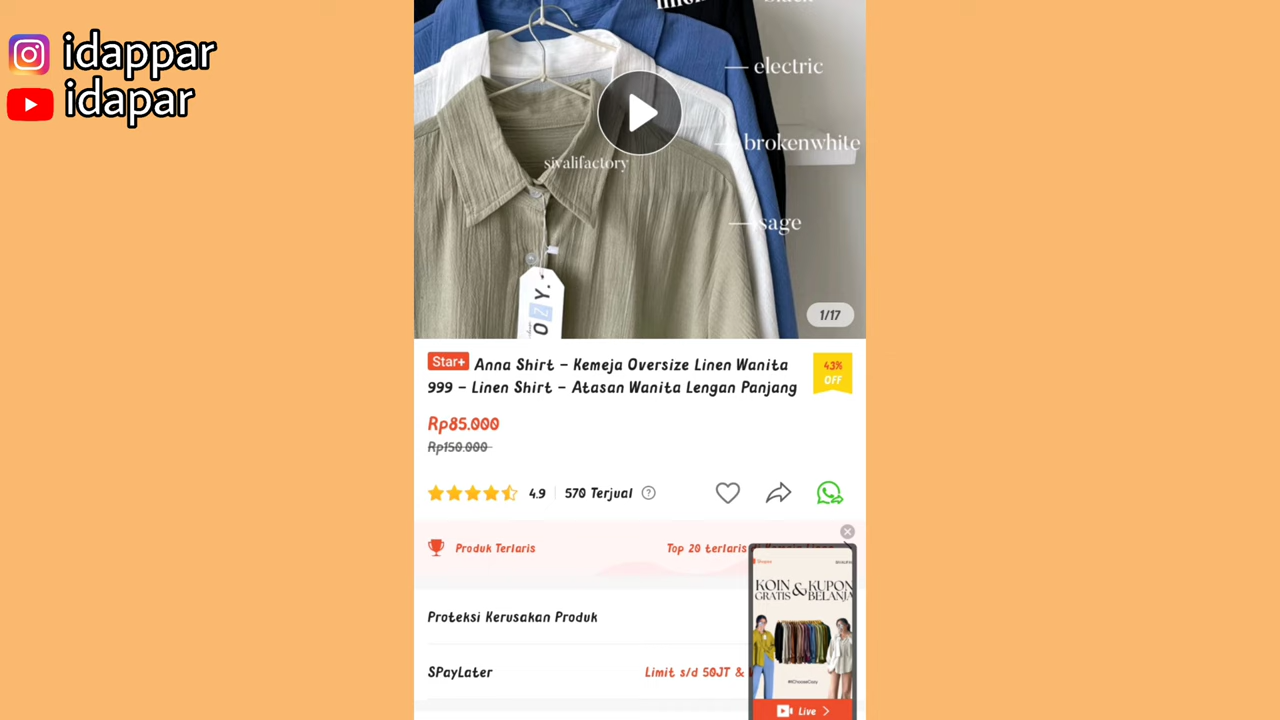 idappar
idapar
electric
brokenwhite
sivalifactory
sage
OZY.
1/17
Star+ Anna Shirt - Kemeja Oversize Linen Wanita
999 - Linen Shirt - Atasan Wanita Lengan Panjang
43%
OFF
Rp85.000
Rp150.000
4.9
570 Terjual
?
Produk Terlaris
Top 20 terlaris
Shopee
KOIN & KUPON
GRATIS BELANJA
Proteksi Kerusakan Produk
SPayLater
Limit s/d 50JT &
Live